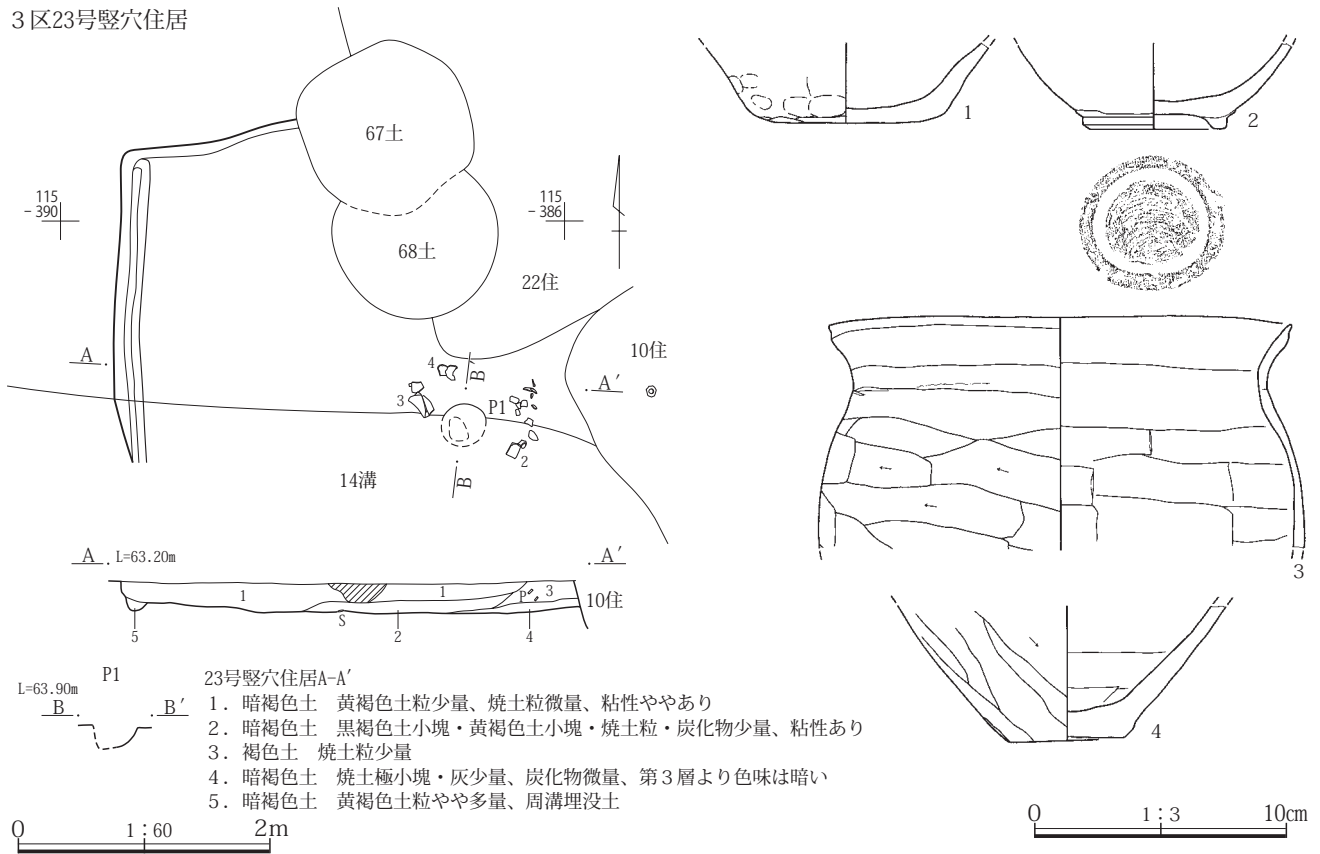 ３区23号竪穴住居
67土
68土
115
-390
115
-386
22住
10住
A
A′
4
3
B′
P1
2
B
14溝
1
2
3
4
A
L=63.20m
A′
1
1
P
3
10住
S
5
2
4
P1
L=63.90m
B
B′
23号竪穴住居A-A′
１．暗褐色土　黄褐色土粒少量、焼土粒微量、粘性ややあり
２．暗褐色土　黒褐色土小塊・黄褐色土小塊・焼土粒・炭化物少量、粘性あり
３．褐色土　焼土粒少量
４．暗褐色土　焼土極小塊・灰少量、炭化物微量、第３層より色味は暗い
５．暗褐色土　黄褐色土粒やや多量、周溝埋没土
0
1：60
2m
0
1：3
10cm